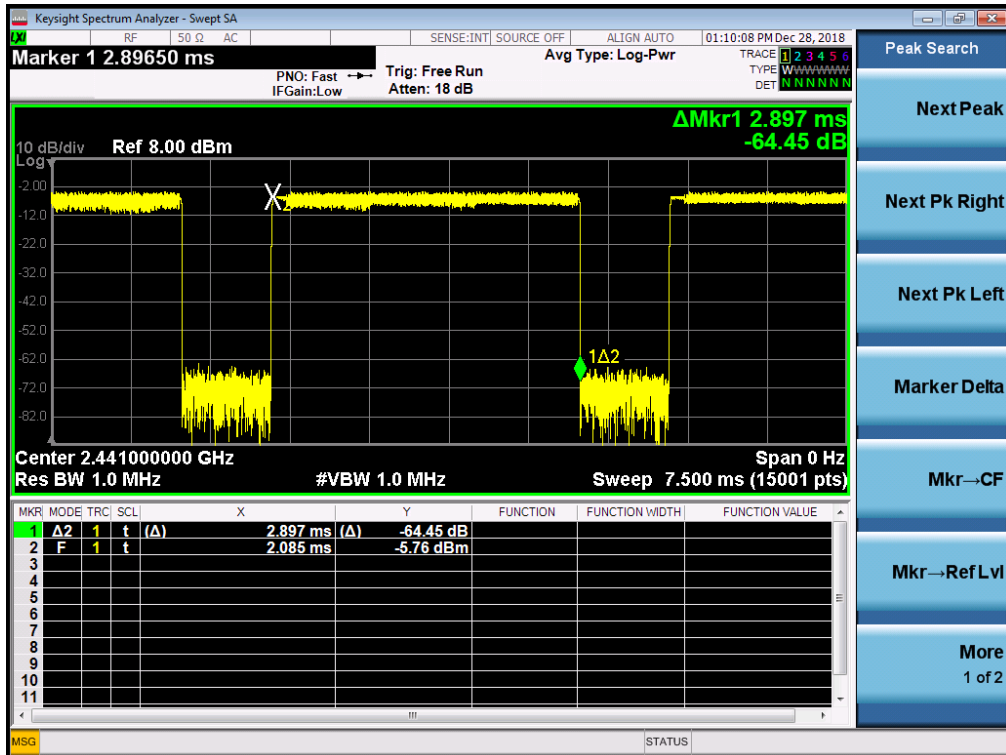 Keysight Spectrum Analyzer - Swept SA
LXI RF 50 Ω AC SENSE:INT SOURCE OFF ALIGN AUTO 01:10:08 PM Dec 28, 2018
Marker 1 2.89650 ms
PNO: Fast
IFGain:Low
Trig: Free Run
Atten: 18 dB
Avg Type: Log-Pwr
TRACE 1 2 3 4 5 6
TYPE WWWWWW
DET N N N N N N
Peak Search
Next Peak
Next Pk Right
Next Pk Left
Marker Delta
Mkr→CF
Mkr→Ref Lvl
More
1 of 2
ΔMkr1 2.897 ms
-64.45 dB
10 dB/div Ref 8.00 dBm
Log
-2.00
-12.0
-22.0
-32.0
-42.0
-52.0
-62.0
-72.0
-82.0
X2
1Δ2
Center 2.441000000 GHz Span 0 Hz
Res BW 1.0 MHz #VBW 1.0 MHz Sweep 7.500 ms (15001 pts)
MKR MODE TRC SCL X Y FUNCTION FUNCTION WIDTH FUNCTION VALUE
1 Δ2 1 t (Δ) 2.897 ms (Δ) -64.45 dB
2 F 1 t 2.085 ms -5.76 dBm
3
4
5
6
7
8
9
10
11
MSG STATUS